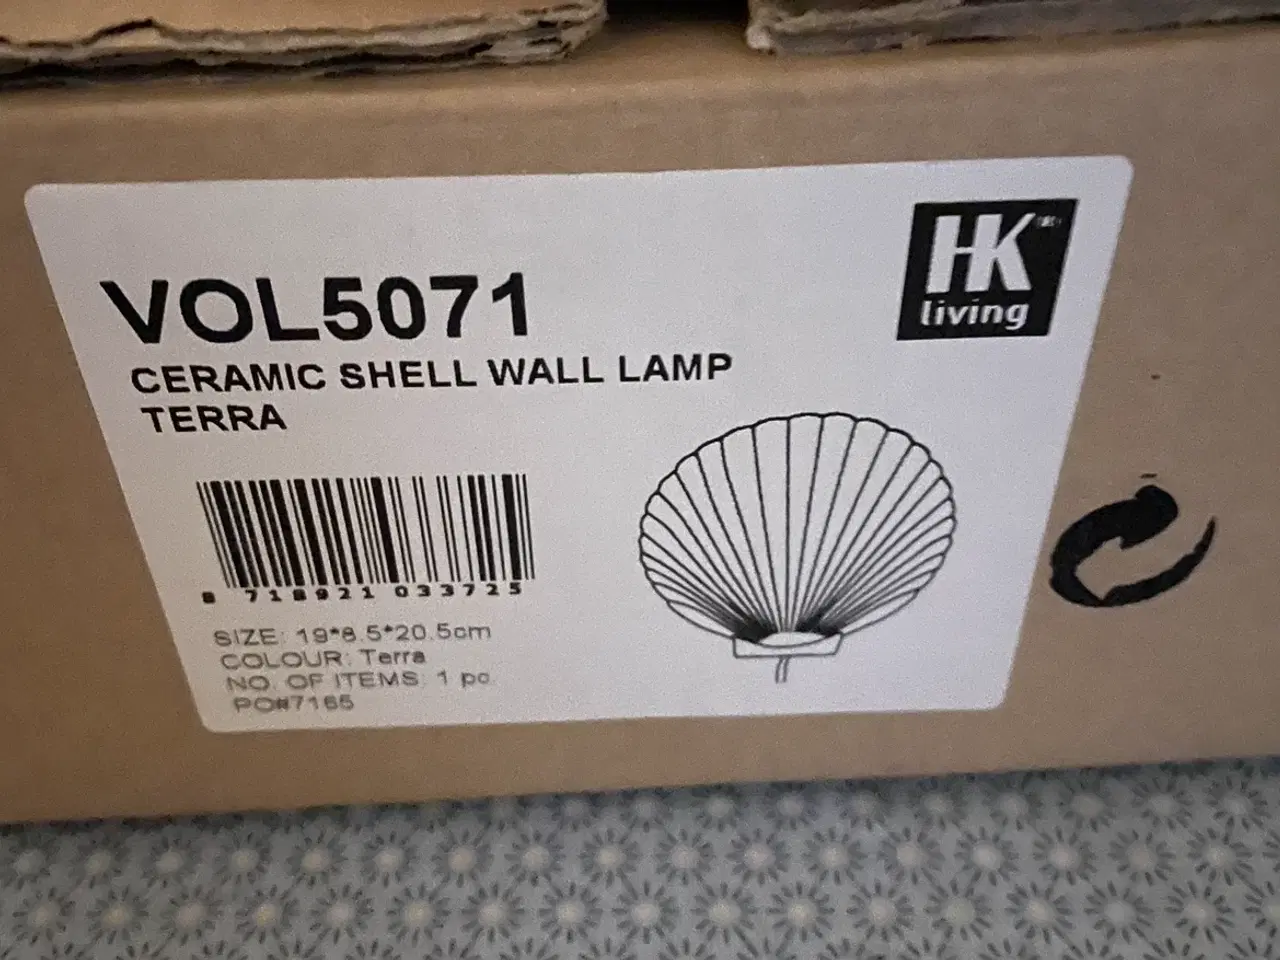 HK
living
VOL5071
CERAMIC SHELL WALL LAMP
TERRA
8 718921 033725
SIZE: 19*8.5*20.5cm
COLOUR: Terra
NO. OF ITEMS: 1 pc
PO#7165